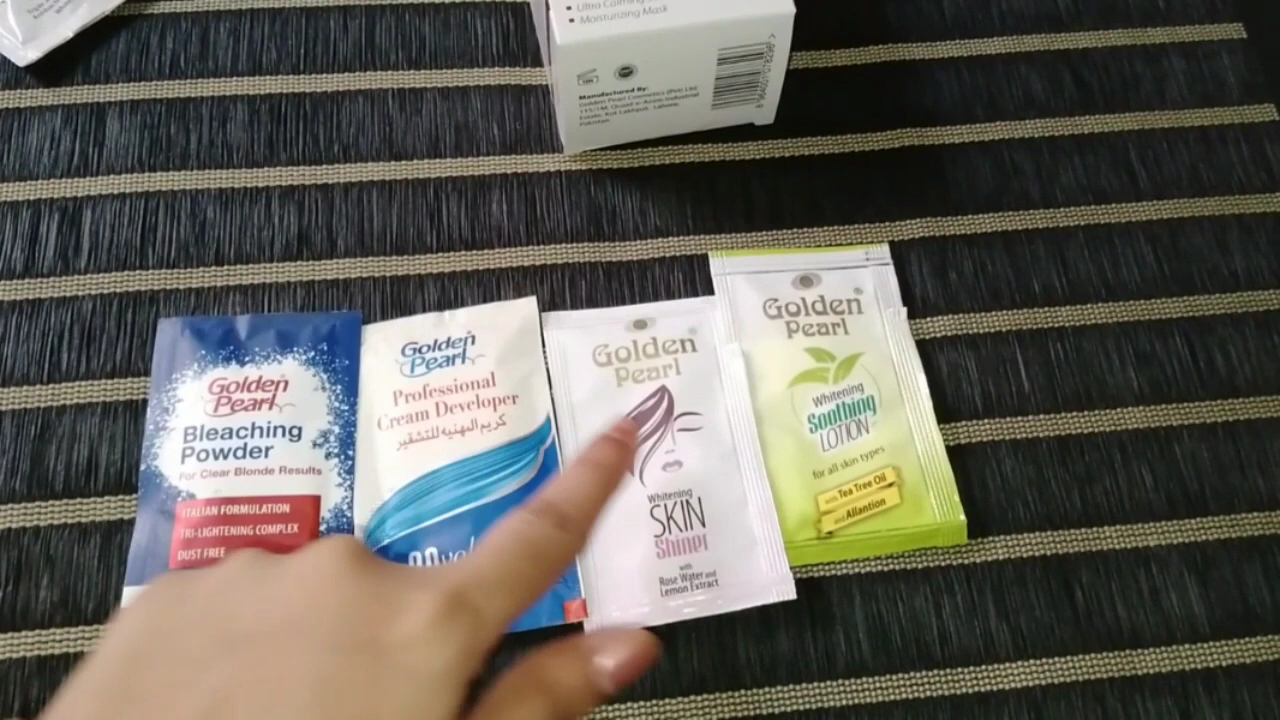 Ultra Calming
Moisturizing Mask
Manufactured By:
Golden Pearl Cosmetics (Pvt) Ltd
Estate, Kot Lakhpat, Lahore,
Pakistan
Golden
Pearl
Bleaching
Powder
For Clear Blonde Results
ITALIAN FORMULATION
TRI-LIGHTENING COMPLEX
DUST FREE
Golden
Pearl
Professional
Cream Developer
Golden
Pearl
Whitening
SKIN
Shiner
with
Rose Water and
Lemon Extract
Golden
Pearl
Whitening
Soothing
LOTION
for all skin types
with Tea Tree Oil
and Allantion